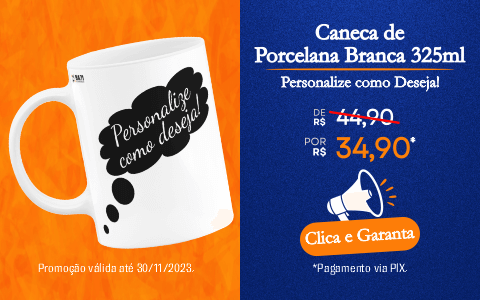 Personalize
como deseja!
Promoção válida até 30/11/2023.
Caneca de
Porcelana Branca 325ml
Personalize como Deseja!
DE
R$ 44,90
POR
R$ 34,90*
Clica e Garanta
*Pagamento via PIX.